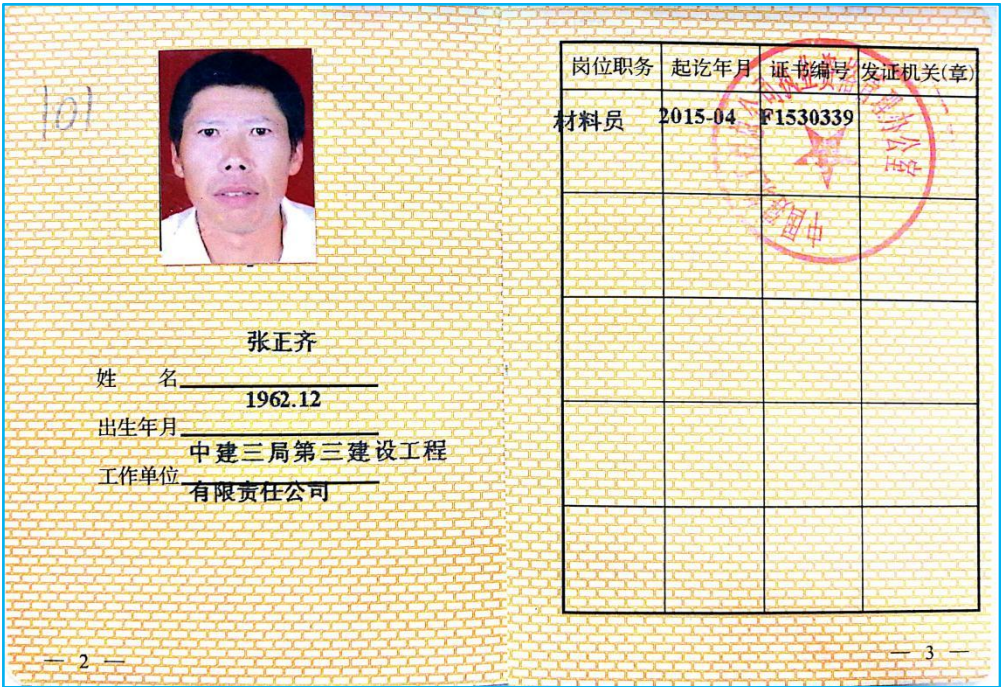 101
张正齐
姓 名
1962.12
出生年月
中建三局第三建设工程
工作单位
有限责任公司
— 2 —
岗位职务 起讫年月 证书编号 发证机关(章)
材料员 2015-04 F1530339
— 3 —